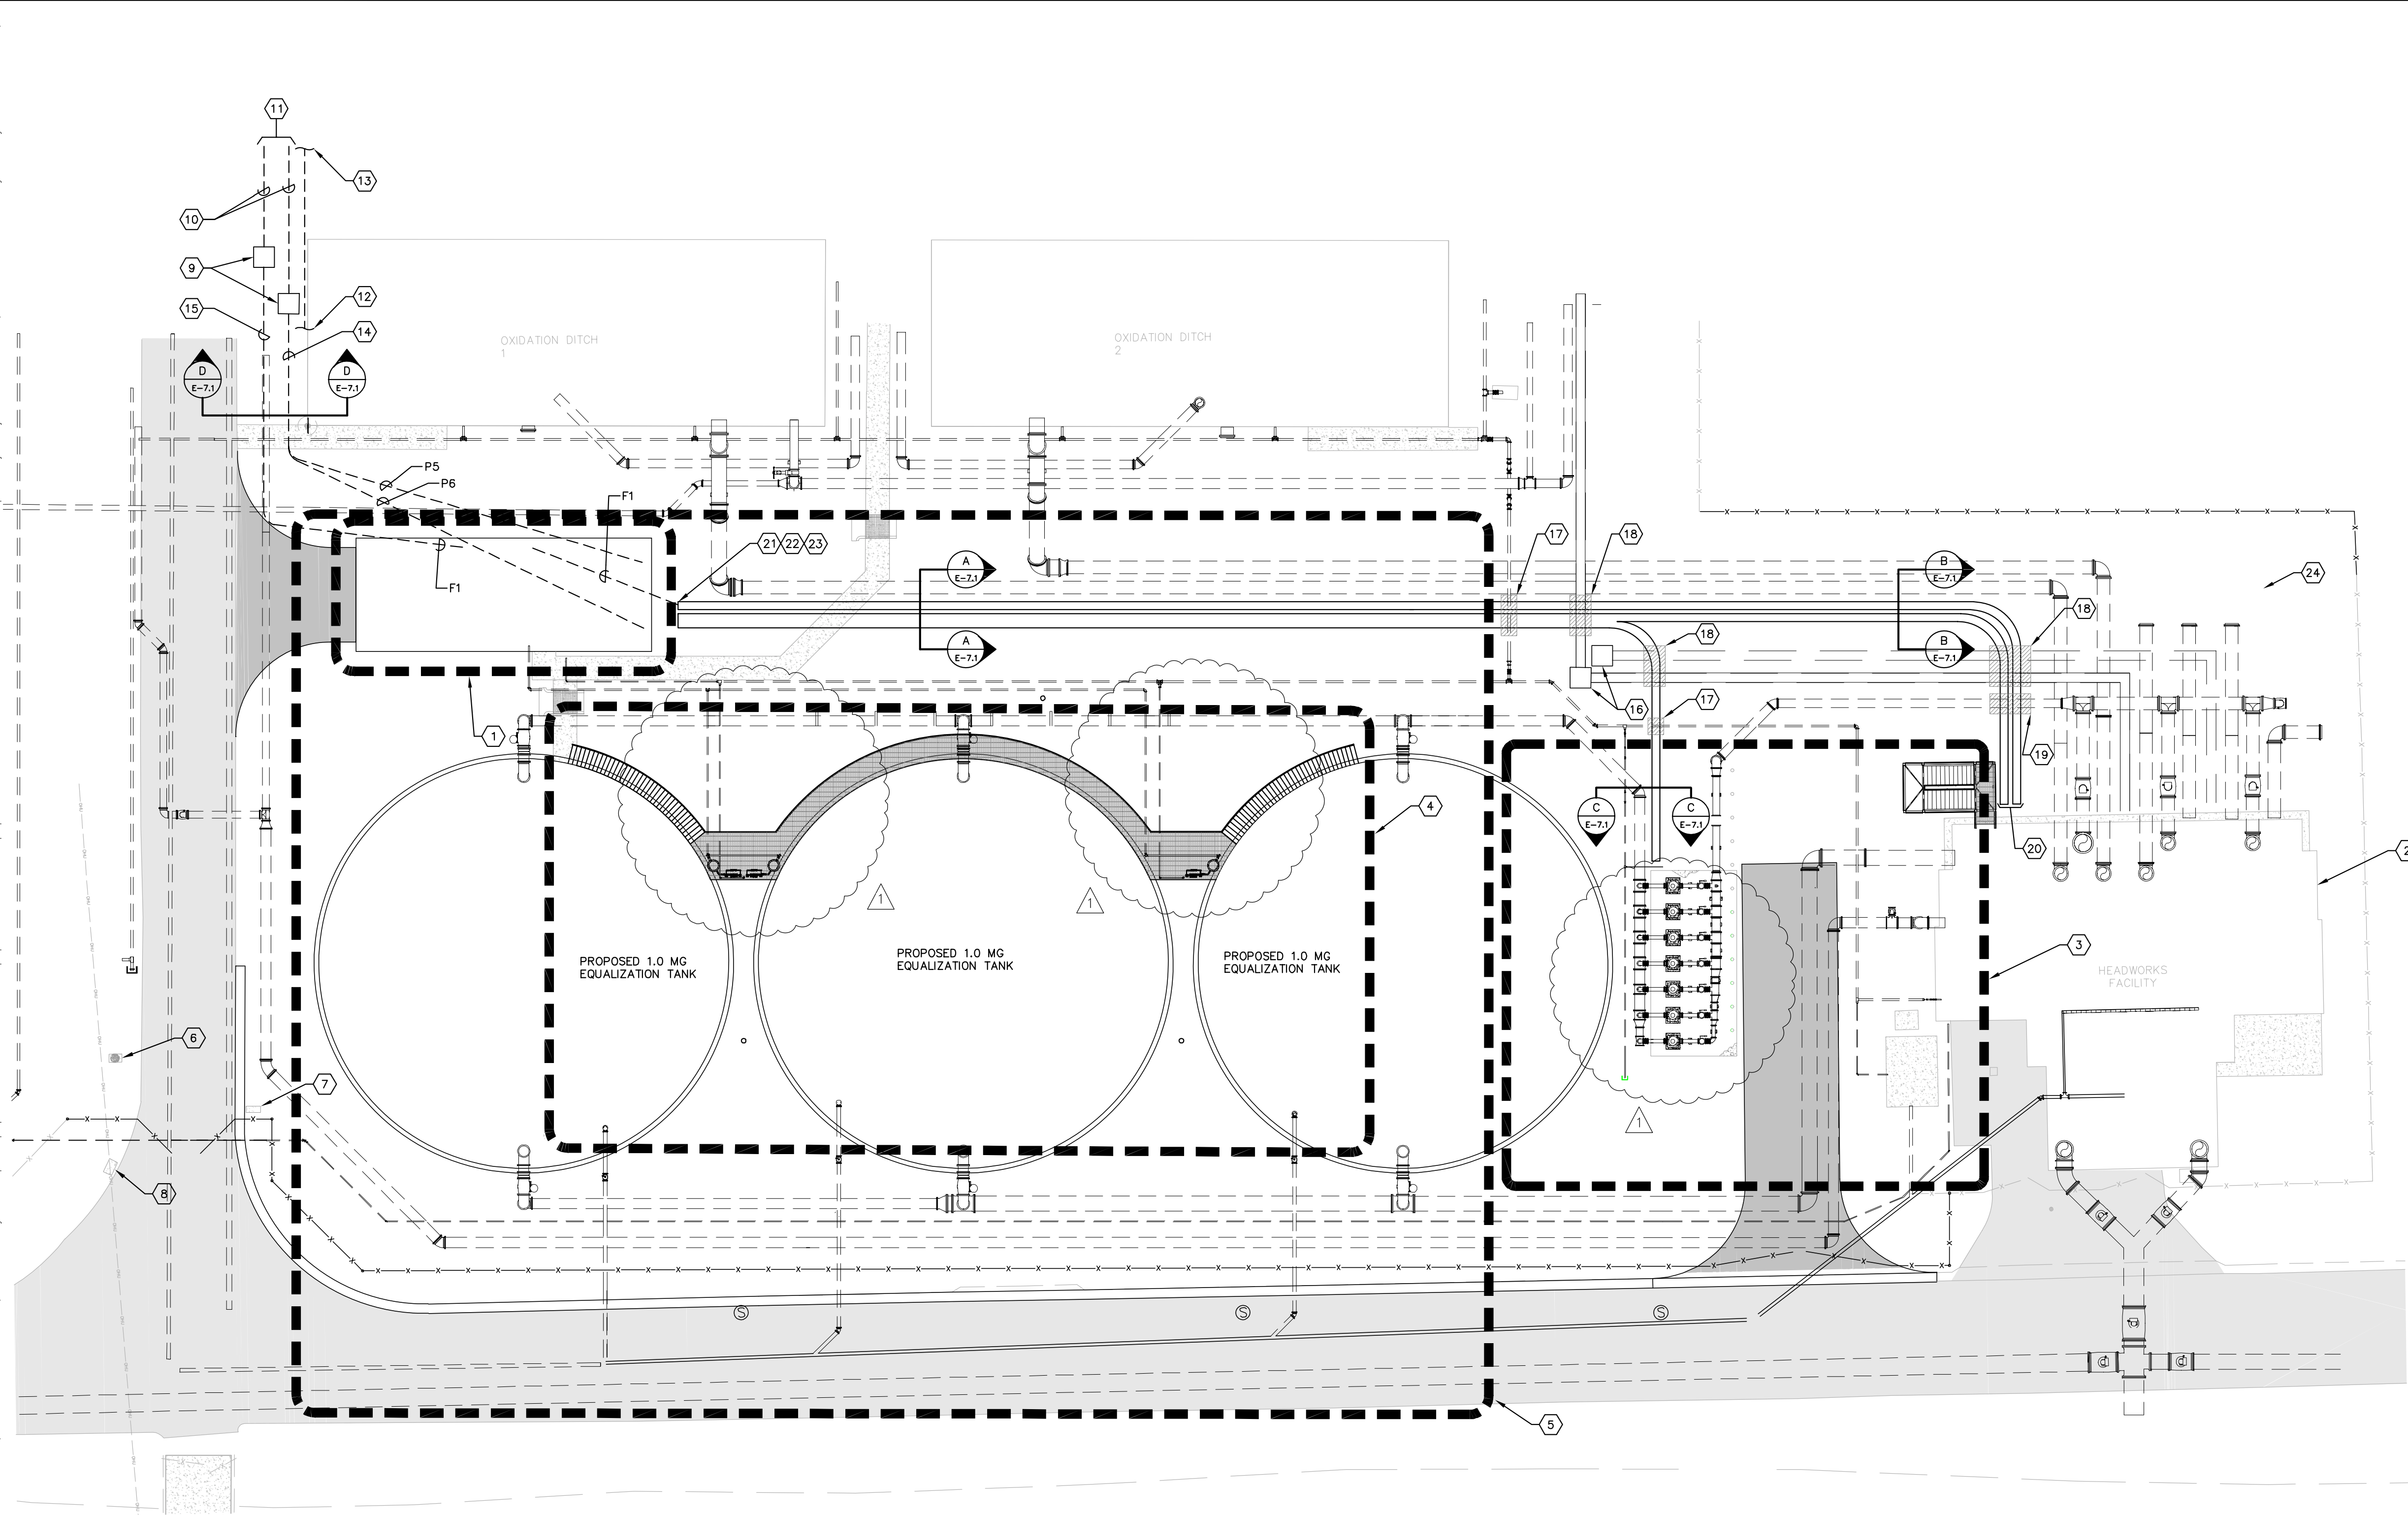 11
13
10
9
12
15
14
D
E-7.1
D
E-7.1
OXIDATION DITCH
1
OXIDATION DITCH
2
P5
P6
F1
F1
21
22
23
A
E-7.1
A
E-7.1
17
18
B
E-7.1
B
E-7.1
24
18
18
16
17
19
1
4
C
E-7.1
C
E-7.1
20
1
1
3
PROPOSED 1.0 MG
EQUALIZATION TANK
PROPOSED 1.0 MG
EQUALIZATION TANK
PROPOSED 1.0 MG
EQUALIZATION TANK
HEADWORKS
FACILITY
6
7
1
8
S
S
S
5